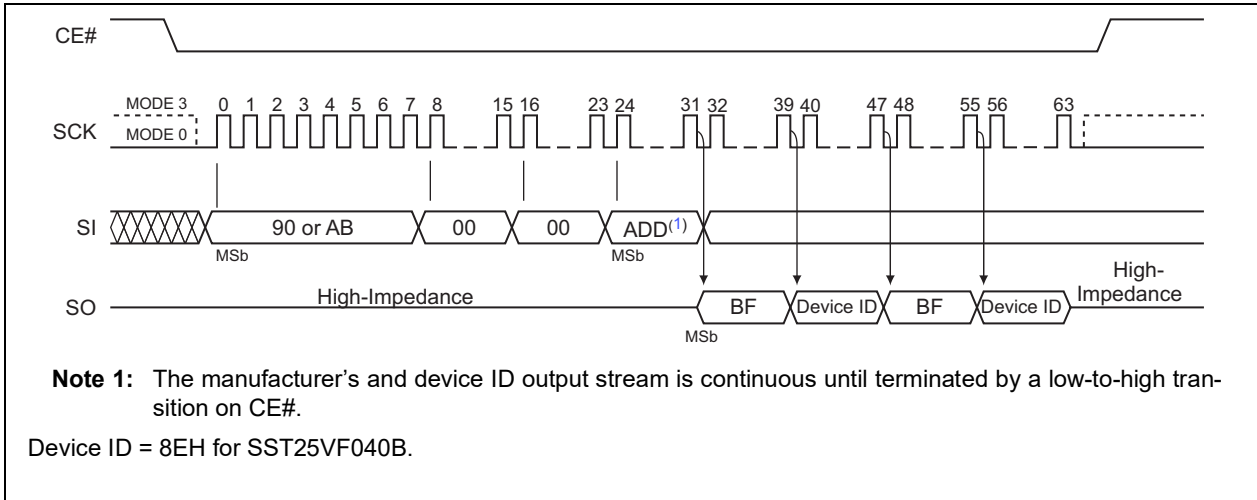 CE#
MODE 3
0 1 2 3 4 5 6 7 8 15 16 23 24 31 32 39 40 47 48 55 56 63
SCK
MODE 0
SI
90 or AB
00
00
ADD(1)
MSb
MSb
High-Impedance
High-
Impedance
SO
BF
Device ID
BF
Device ID
MSb
Note 1: The manufacturer's and device ID output stream is continuous until terminated by a low-to-high tran-
sition on CE#.
Device ID = 8EH for SST25VF040B.